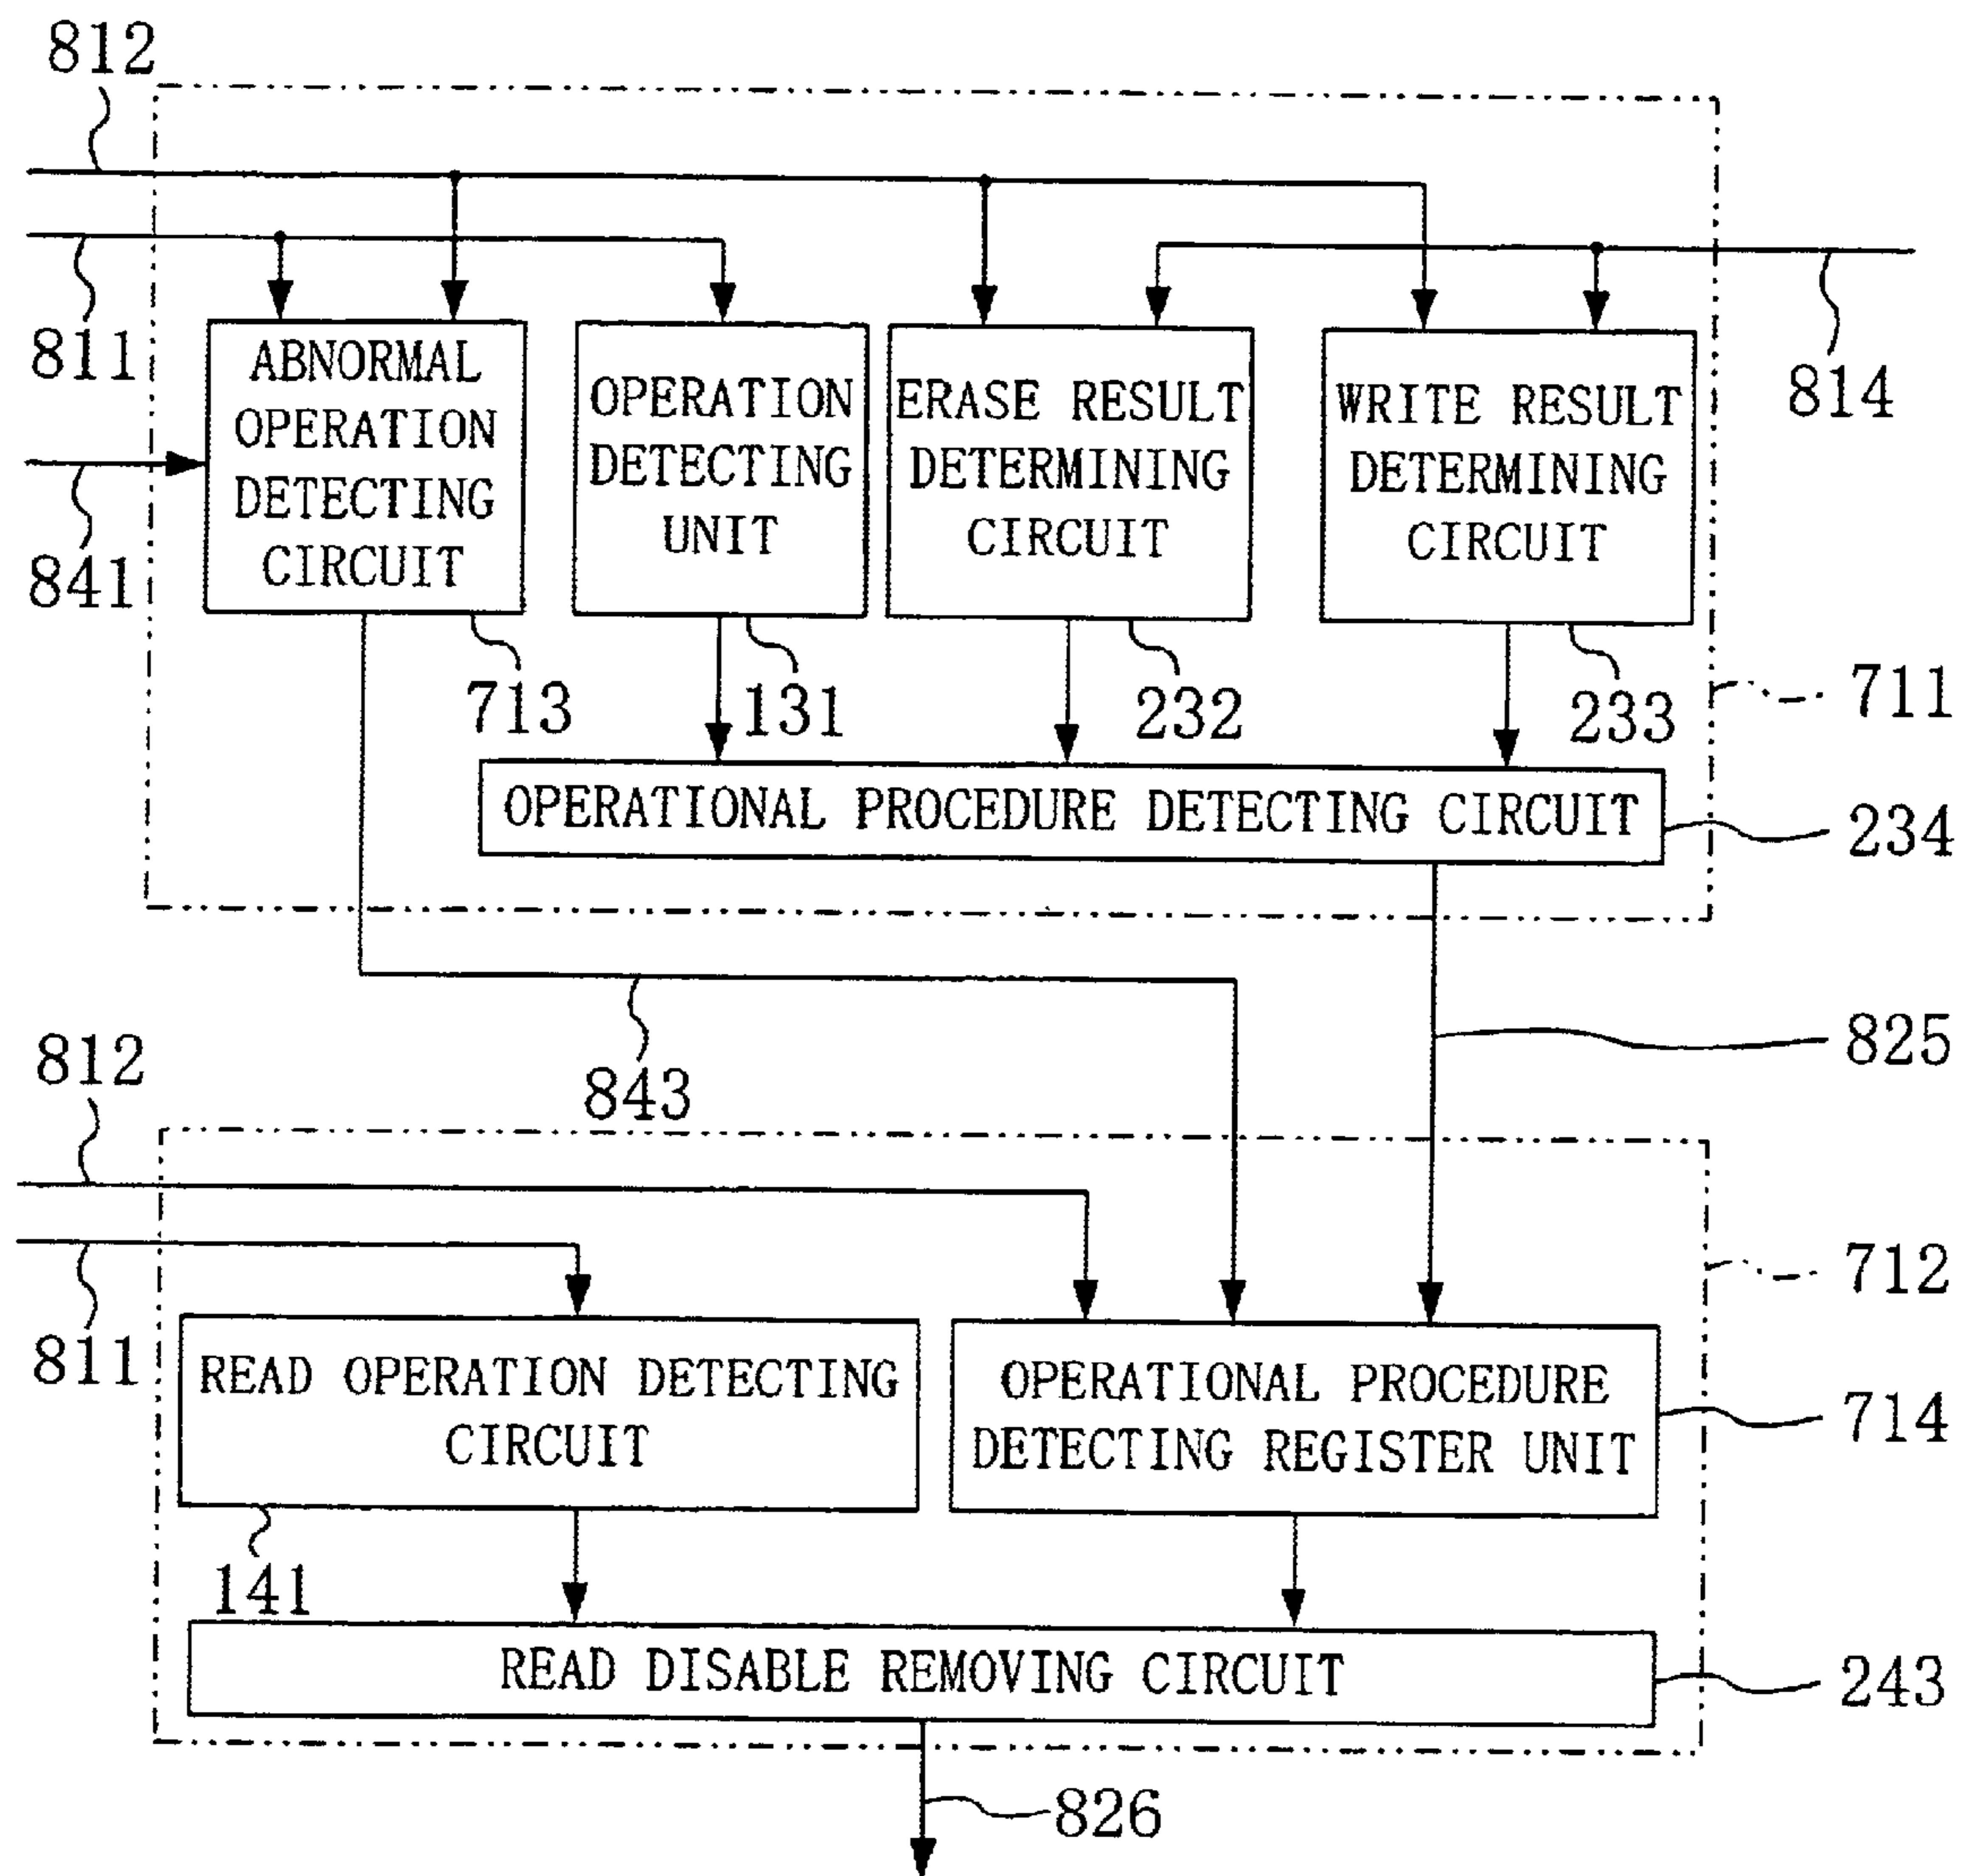 812
811
841
814
ABNORMAL
OPERATION
DETECTING
CIRCUIT
OPERATION
DETECTING
UNIT
ERASE RESULT
DETERMINING
CIRCUIT
WRITE RESULT
DETERMINING
CIRCUIT
713
131
232
233
711
OPERATIONAL PROCEDURE DETECTING CIRCUIT
234
843
825
812
811
712
READ OPERATION DETECTING
CIRCUIT
OPERATIONAL PROCEDURE
DETECTING REGISTER UNIT
714
141
READ DISABLE REMOVING CIRCUIT
243
826